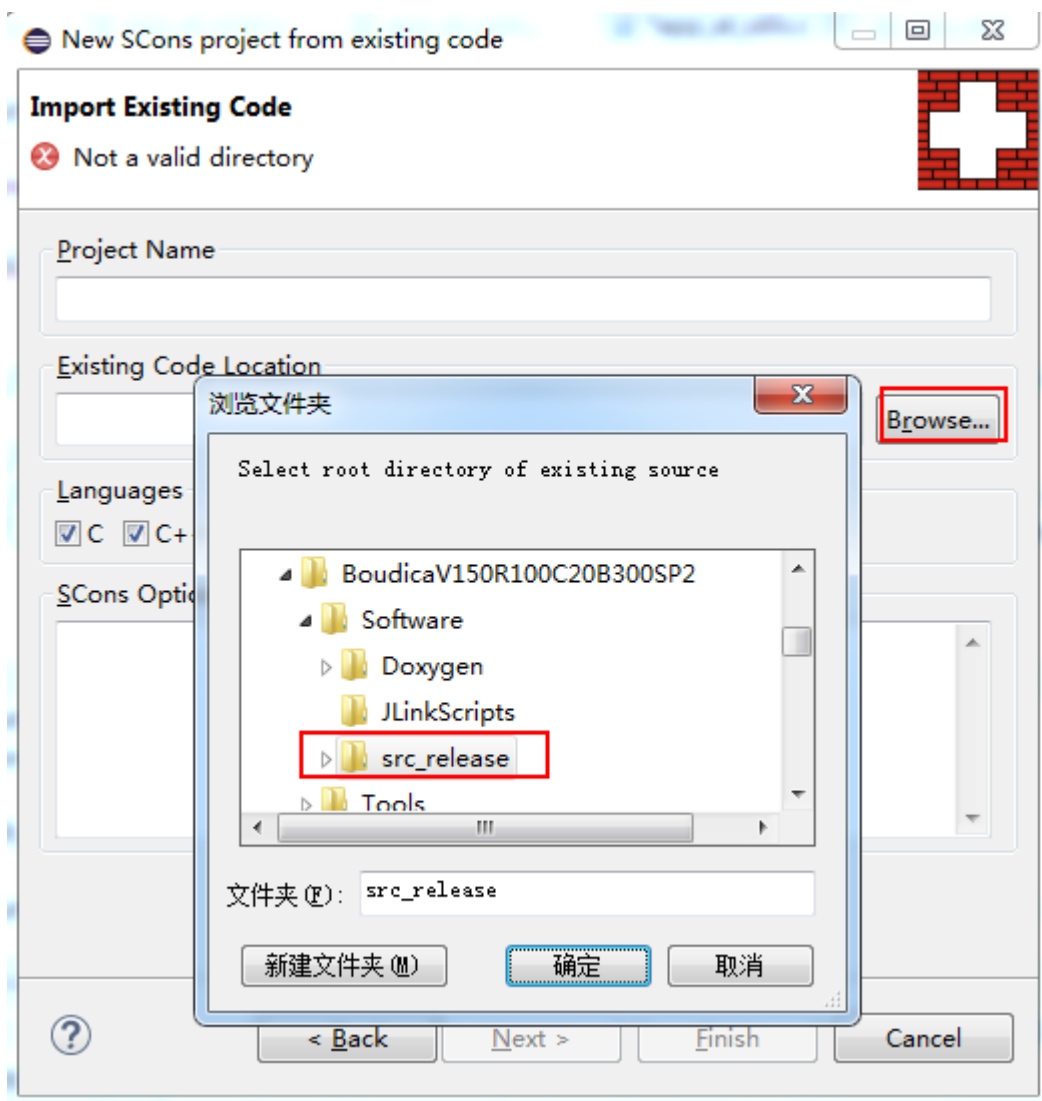 New SCons project from existing code
Import Existing Code
Not a valid directory
Project Name
Existing Code Location
浏览文件夹
Browse...
Select root directory of existing source
Languages
C C+
BoudicaV150R100C20B300SP2
SCons Optio
Software
Doxygen
JLinkScripts
src_release
Tools
文件夹(F): src_release
新建文件夹(M) 确定 取消
< Back Next > Finish Cancel